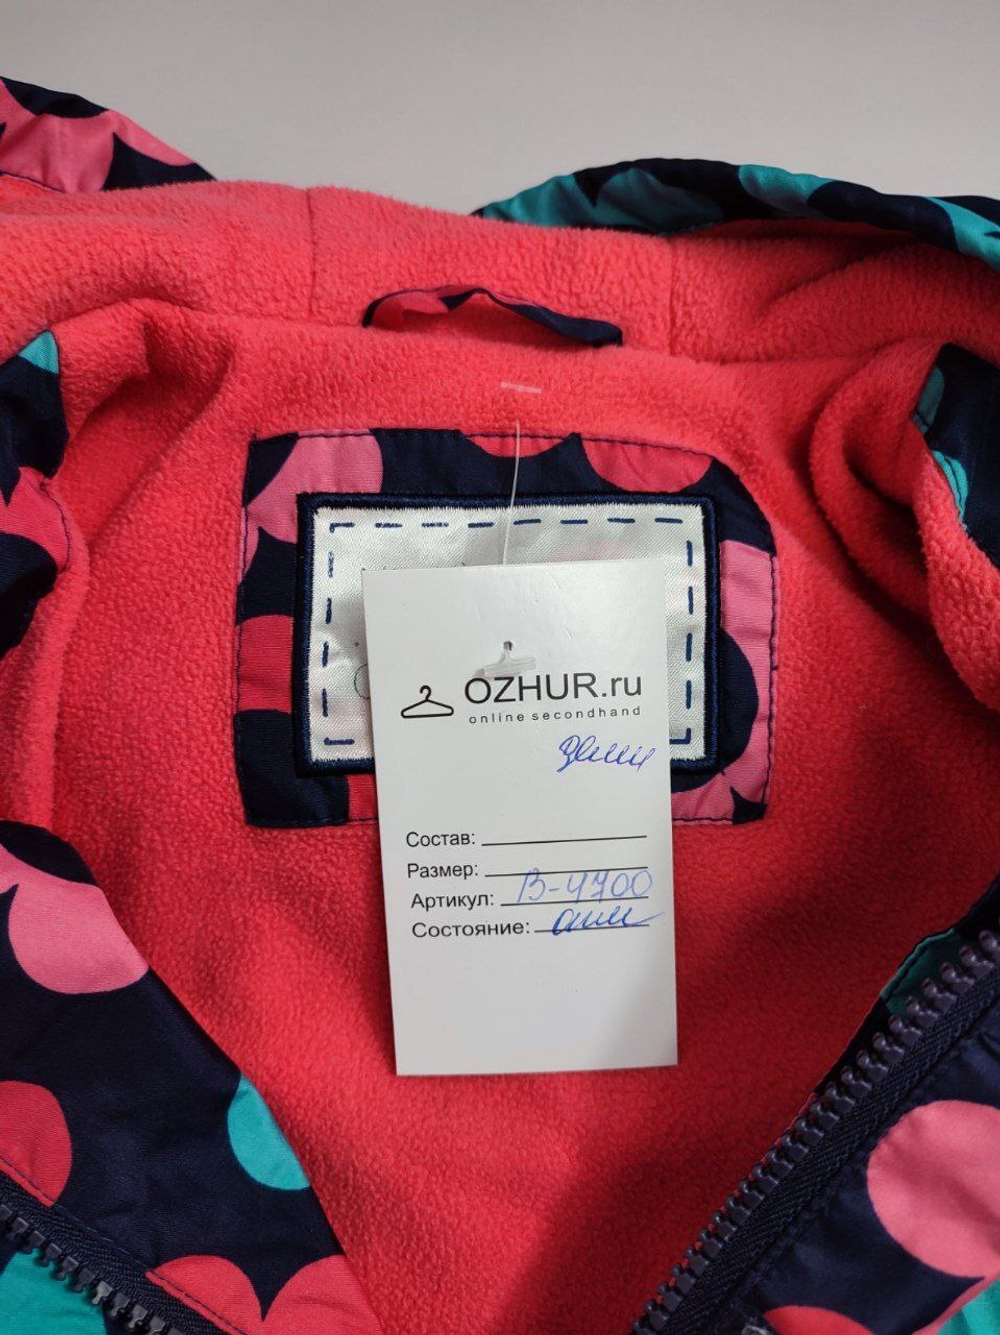 OZHUR.ru
online secondhand
Состав:
Размер:
Артикул: В-4700
Состояние: